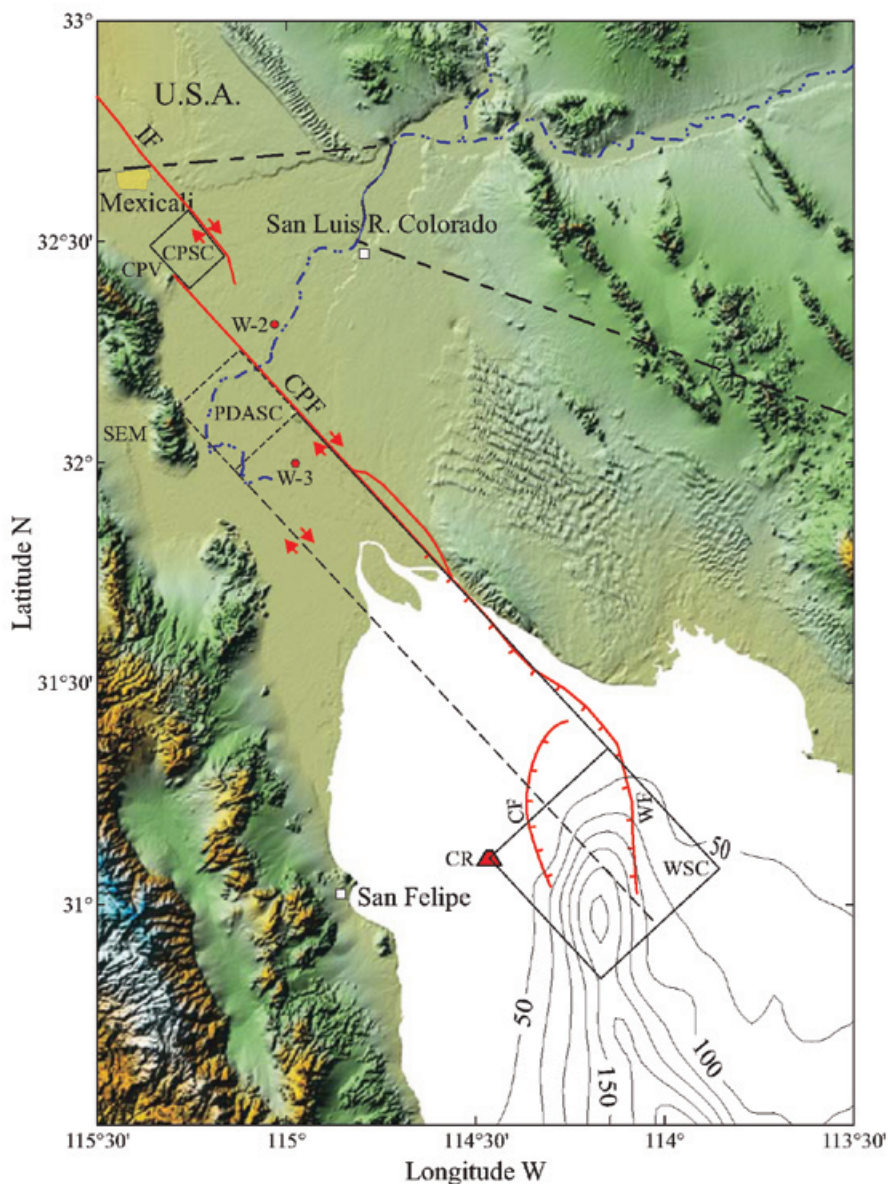 33°
U.S.A.
IF
Mexicali
San Luis R. Colorado
32°30'
CPSC
CPV
W-2
CPF
PDASC
SEM
32°
W-3
Latitude N
31°30'
CF
WF
50
CR
WSC
31°
San Felipe
50
100
150
115°30'
115°
114°30'
114°
113°30'
Longitude W